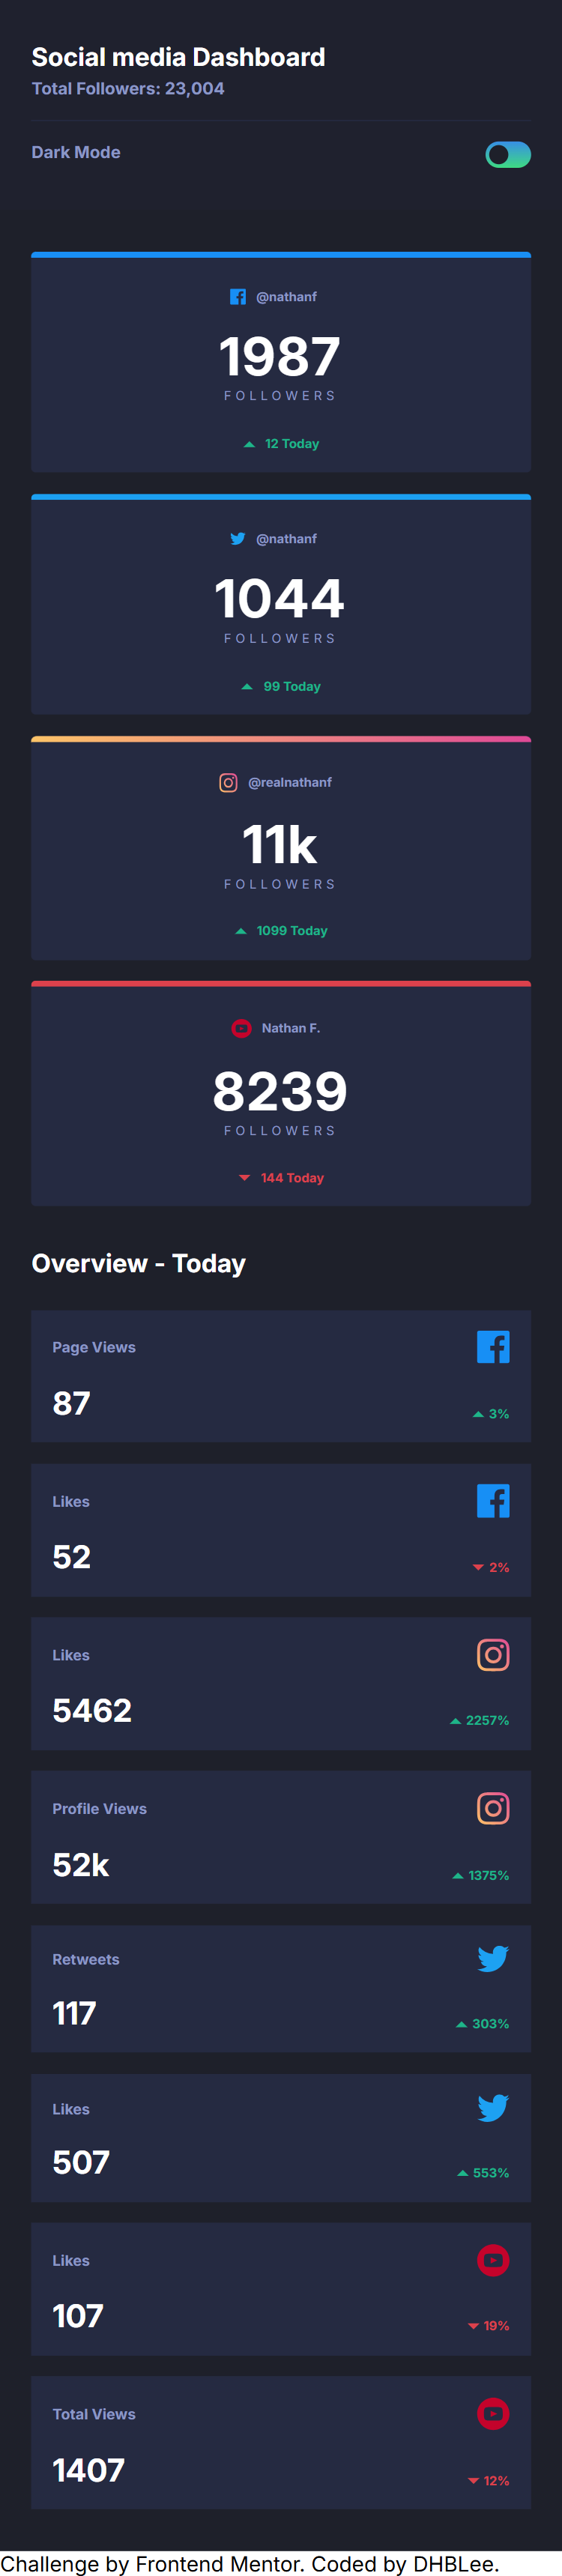 Social media Dashboard
Total Followers: 23,004
Dark Mode
@nathanf
1987
FOLLOWERS
12 Today
@nathanf
1044
FOLLOWERS
99 Today
@realnathanf
11k
FOLLOWERS
1099 Today
Nathan F.
8239
FOLLOWERS
144 Today
Overview - Today
Page Views
87
3%
Likes
52
2%
Likes
5462
2257%
Profile Views
52k
1375%
Retweets
117
303%
Likes
507
553%
Likes
107
19%
Total Views
1407
12%
Challenge by Frontend Mentor. Coded by DHBLee.